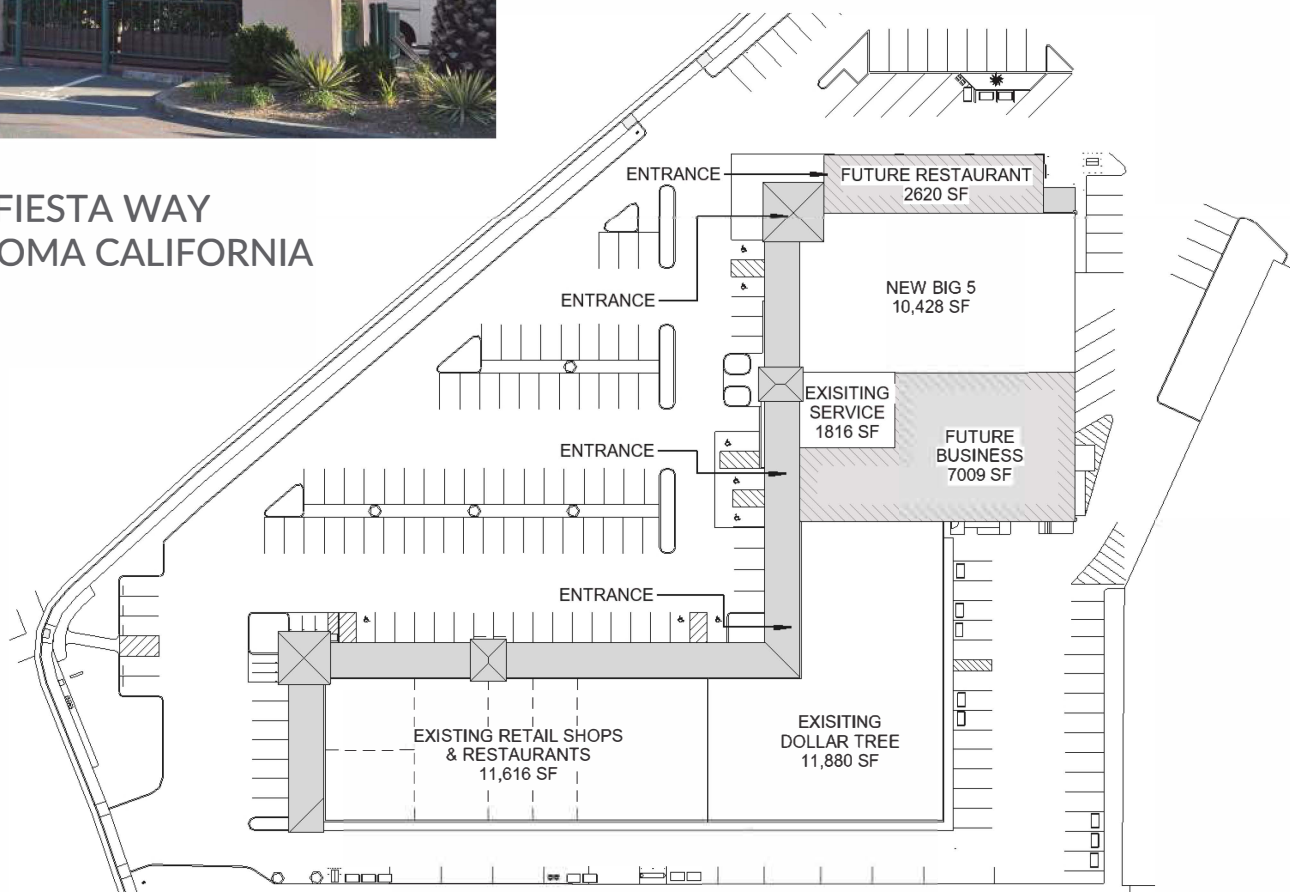 FIESTA WAY
OMA CALIFORNIA
ENTRANCE
FUTURE RESTAURANT
2620 SF
ENTRANCE
NEW BIG 5
10,428 SF
EXISITING
SERVICE
1816 SF
ENTRANCE
FUTURE
BUSINESS
7009 SF
ENTRANCE
EXISTING RETAIL SHOPS
& RESTAURANTS
11,616 SF
EXISITING
DOLLAR TREE
11,880 SF